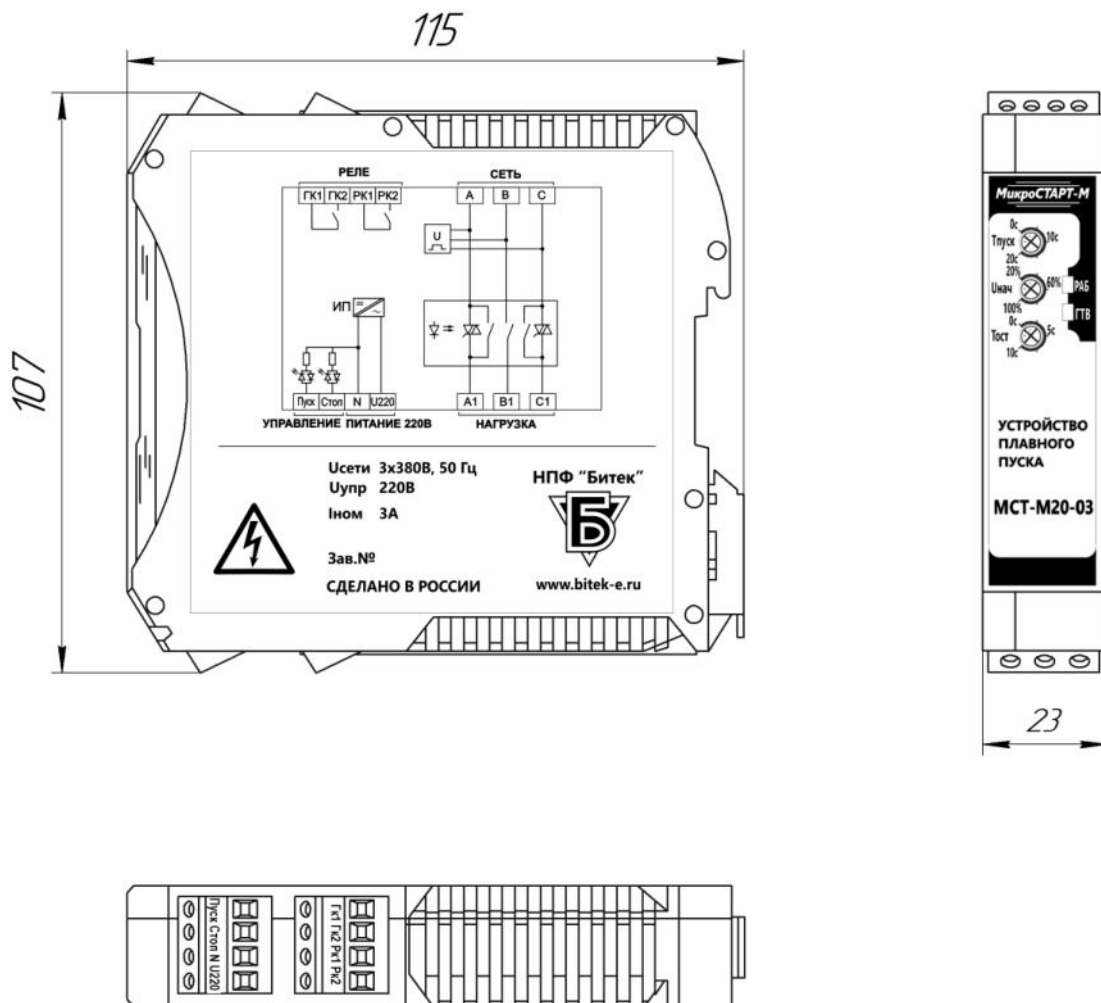 115
107
РЕЛЕ
СЕТЬ
ГК1 ГК2 РК1 РК2
A B C
U
ИП
Пуск Стоп N U220
A1 B1 C1
УПРАВЛЕНИЕ ПИТАНИЕ 220В
НАГРУЗКА
Uсети 3х380В, 50 Гц
Uупр 220В
Iном 3А
Зав.№
СДЕЛАНО В РОССИИ
НПФ "Битек"
Б
www.bitek-e.ru
МикроСТАРТ-М
0с
Тпуск 10с
20с
20%
Uнач 60% РАБ
100%
ГТВ
0с
Тост 5с
10с
УСТРОЙСТВО
ПЛАВНОГО
ПУСКА
МСТ-М20-03
23
Пуск Стоп N U220
Гк1 Гк2 Рк1 Рк2